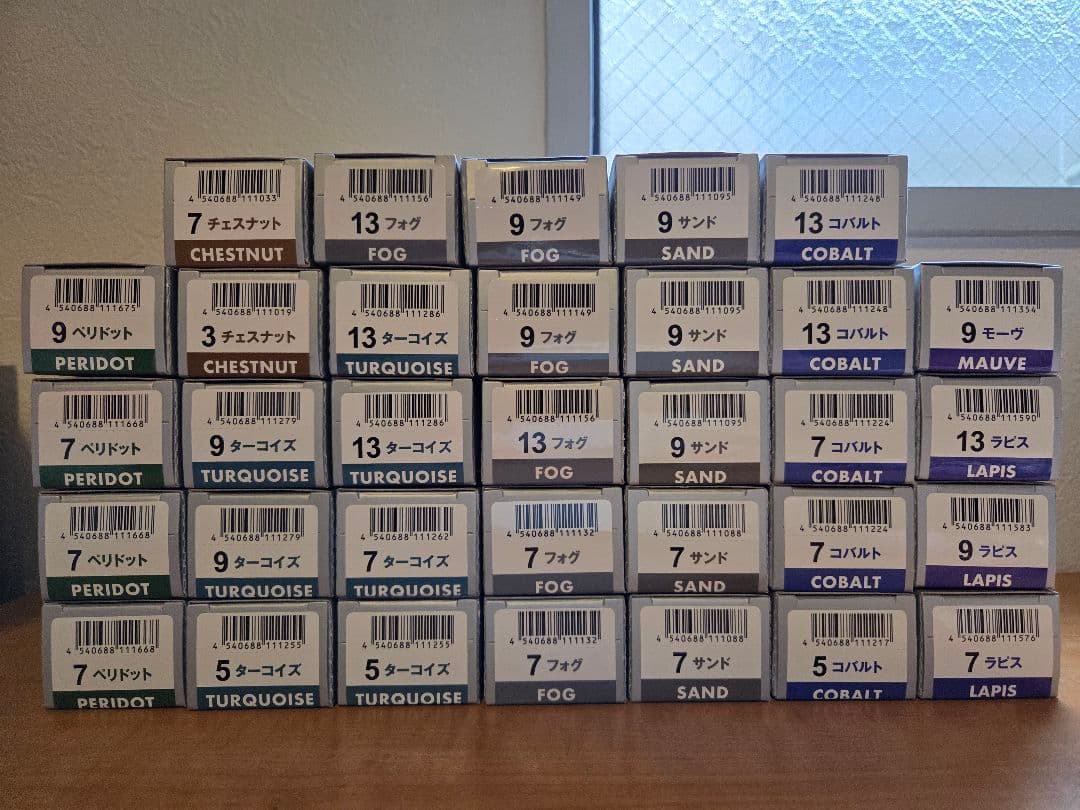 4 540688 111033
7 チェスナット
CHESTNUT
4 540688 111156
13 フォグ
FOG
4 540688 111149
9 フォグ
FOG
4 540688 111095
9 サンド
SAND
4 540688 111248
13 コバルト
COBALT
4 540688 111675
9 ペリドット
PERIDOT
4 540688 111019
3 チェスナット
CHESTNUT
4 540688 111286
13 ターコイズ
TURQUOISE
4 540688 111149
9 フォグ
FOG
4 540688 111095
9 サンド
SAND
4 540688 111248
13 コバルト
COBALT
4 540688 111354
9 モーヴ
MAUVE
4 540688 111668
7 ペリドット
PERIDOT
4 540688 111279
9 ターコイズ
TURQUOISE
4 540688 111286
13 ターコイズ
TURQUOISE
4 540688 111156
13 フォグ
FOG
4 540688 111095
9 サンド
SAND
4 540688 111224
7 コバルト
COBALT
4 540688 111590
13 ラピス
LAPIS
4 540688 111668
7 ペリドット
PERIDOT
4 540688 111279
9 ターコイズ
TURQUOISE
4 540688 111262
7 ターコイズ
TURQUOISE
4 540688 111132
7 フォグ
FOG
4 540688 111088
7 サンド
SAND
4 540688 111224
7 コバルト
COBALT
4 540688 111583
9 ラピス
LAPIS
4 540688 111668
7 ペリドット
PERIDOT
4 540688 111255
5 ターコイズ
TURQUOISE
4 540688 111255
5 ターコイズ
TURQUOISE
4 540688 111132
7 フォグ
FOG
4 540688 111088
7 サンド
SAND
4 540688 111217
5 コバルト
COBALT
4 540688 111576
7 ラピス
LAPIS